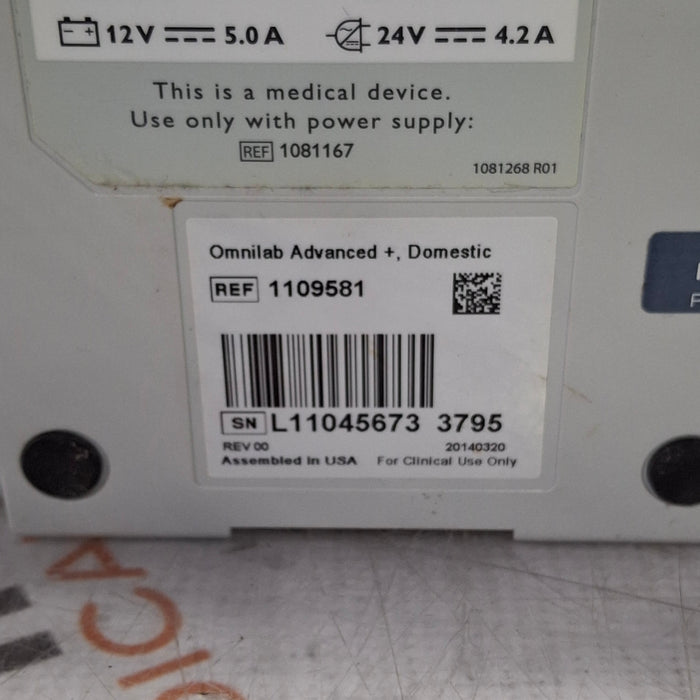 12V 5.0 A 24V 4.2 A
This is a medical device.
Use only with power supply:
REF 1081167
1081268 R01
Omnilab Advanced +, Domestic
REF 1109581
SN L11045673 3795
REV 00 20140320
Assembled In USA For Clinical Use Only